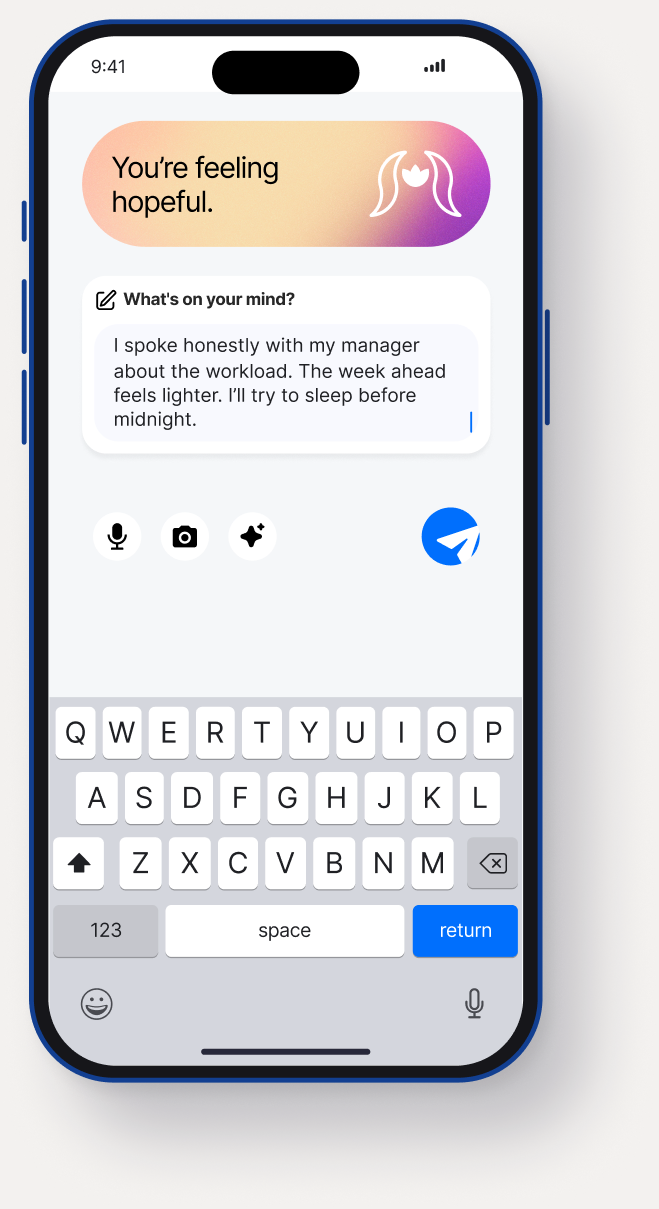 9:41
You’re feeling
hopeful.
What's on your mind?
I spoke honestly with my manager
about the workload. The week ahead
feels lighter. I’ll try to sleep before
midnight.
Q W E R T Y U I O P
A S D F G H J K L
Z X C V B N M
123 space return